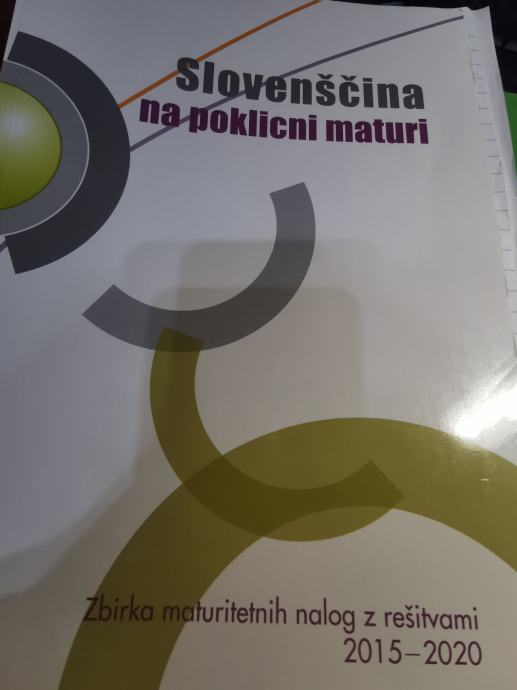 Slovenščina
na poklicni maturi
Zbirka maturitetnih nalog z rešitvami
2015–2020